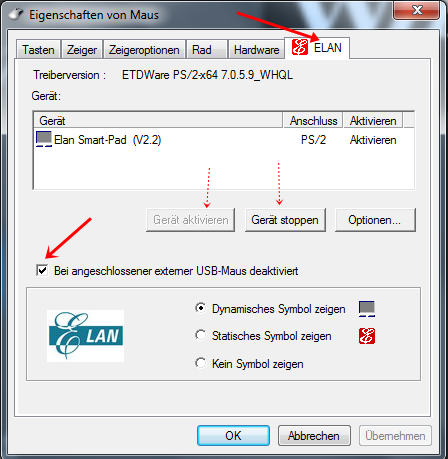 Eigenschaften von Maus
Tasten Zeiger Zeigeroptionen Rad Hardware ELAN
Treiberversion : ETDWare PS/2-x64 7.0.5.9_WHQL
Gerät:
Gerät Anschluss Aktivieren
Elan Smart-Pad (V2.2) PS/2 Aktivieren
Gerät aktivieren Gerät stoppen Optionen...
Bei angeschlossener externer USB-Maus deaktiviert
Dynamisches Symbol zeigen
ELAN
Statisches Symbol zeigen
Kein Symbol zeigen
OK Abbrechen Übernehmen